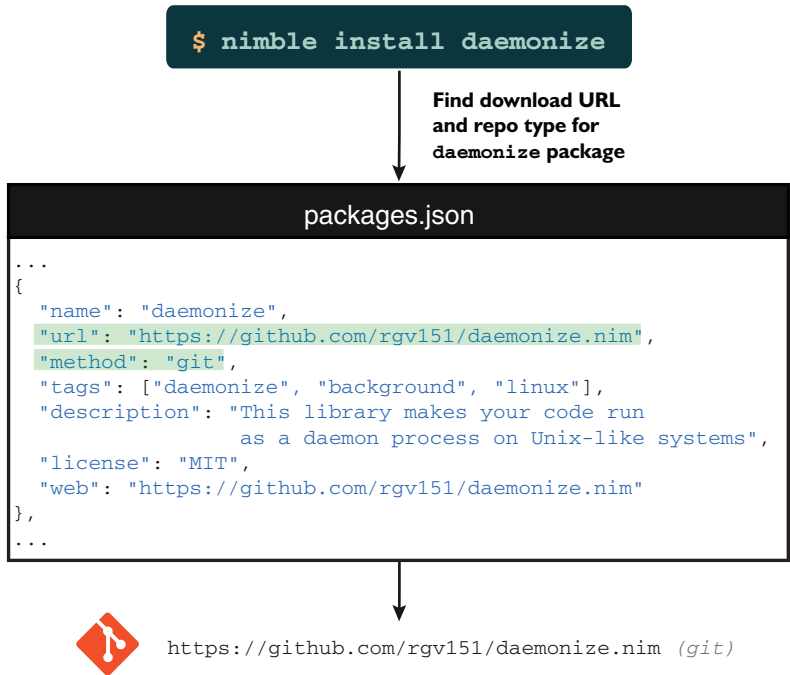 $ nimble install daemonize
Find download URL
and repo type for
daemonize package
packages.json
...
{
  "name": "daemonize",
  "url": "https://github.com/rgv151/daemonize.nim",
  "method": "git",
  "tags": ["daemonize", "background", "linux"],
  "description": "This library makes your code run
                  as a daemon process on Unix-like systems",
  "license": "MIT",
  "web": "https://github.com/rgv151/daemonize.nim"
},
...
https://github.com/rgv151/daemonize.nim (git)